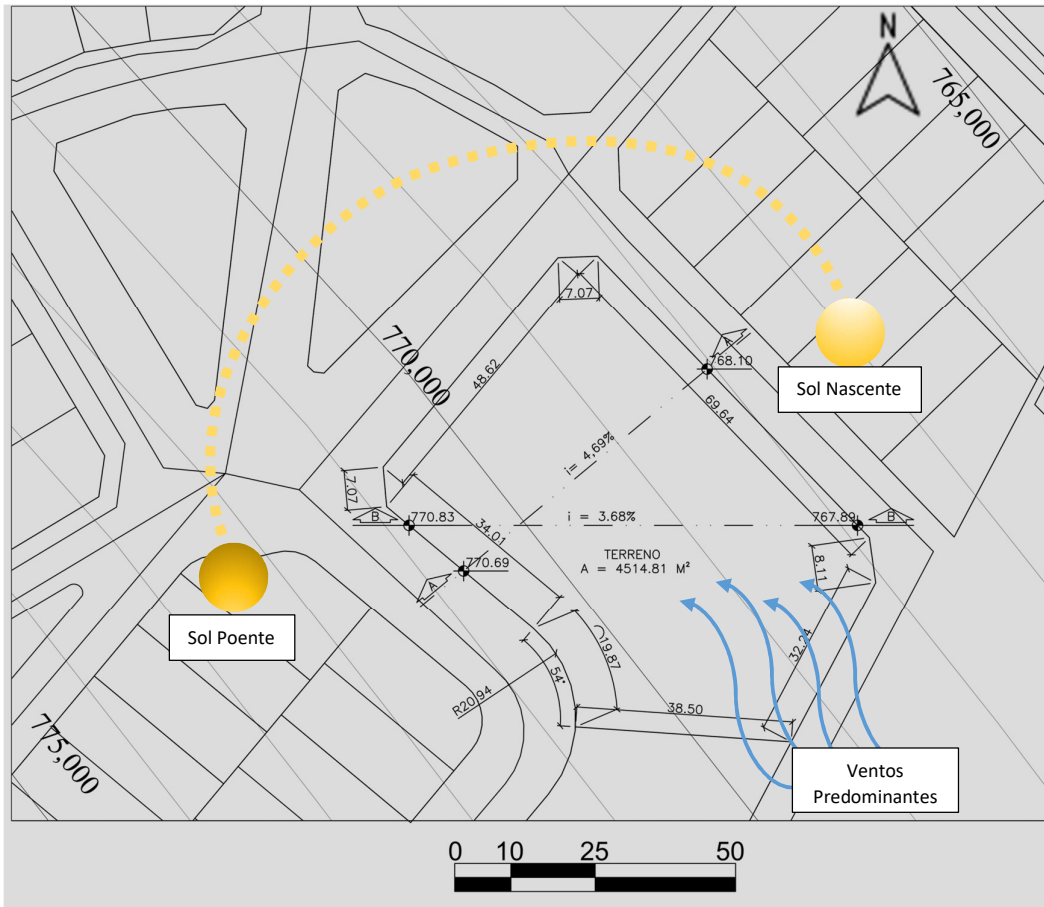 N
765,000
7.07
770,000
48.62
A
768.10
Sol Nascente
69.64
i= 4,69%
7.07
B
770.83
34.01
i = 3.68%
767.89
B
770.69
A
TERRENO
A = 4514.81 M²
8.11
Sol Poente
19.87
32.24
54°
R20.94
38.50
775,000
Ventos
Predominantes
0 10 25 50